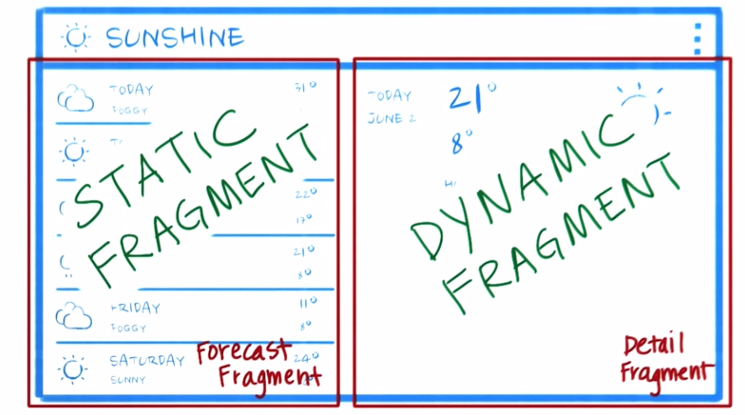 SUNSHINE
TODAY
31°
FOGGY
22°
17°
21°
8°
FRIDAY
11°
FOGGY
8°
SATURDAY
24°
SUNNY
STATIC
FRAGMENT
Forecast
Fragment
TODAY
21°
JUNE 2
8°
DYNAMIC
FRAGMENT
Detail
Fragment